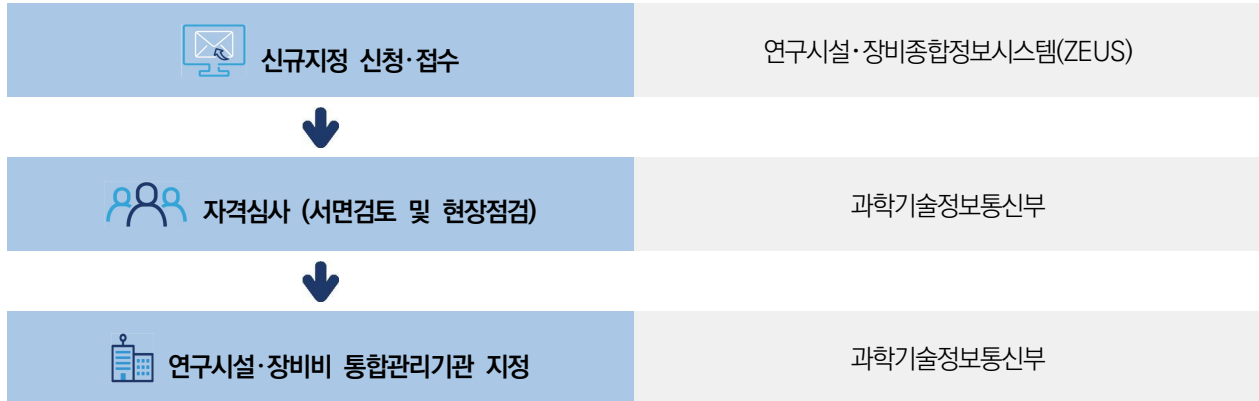 신규지정 신청·접수
연구시설·장비종합정보시스템(ZEUS)
자격심사 (서면검토 및 현장점검)
과학기술정보통신부
연구시설·장비비 통합관리기관 지정
과학기술정보통신부